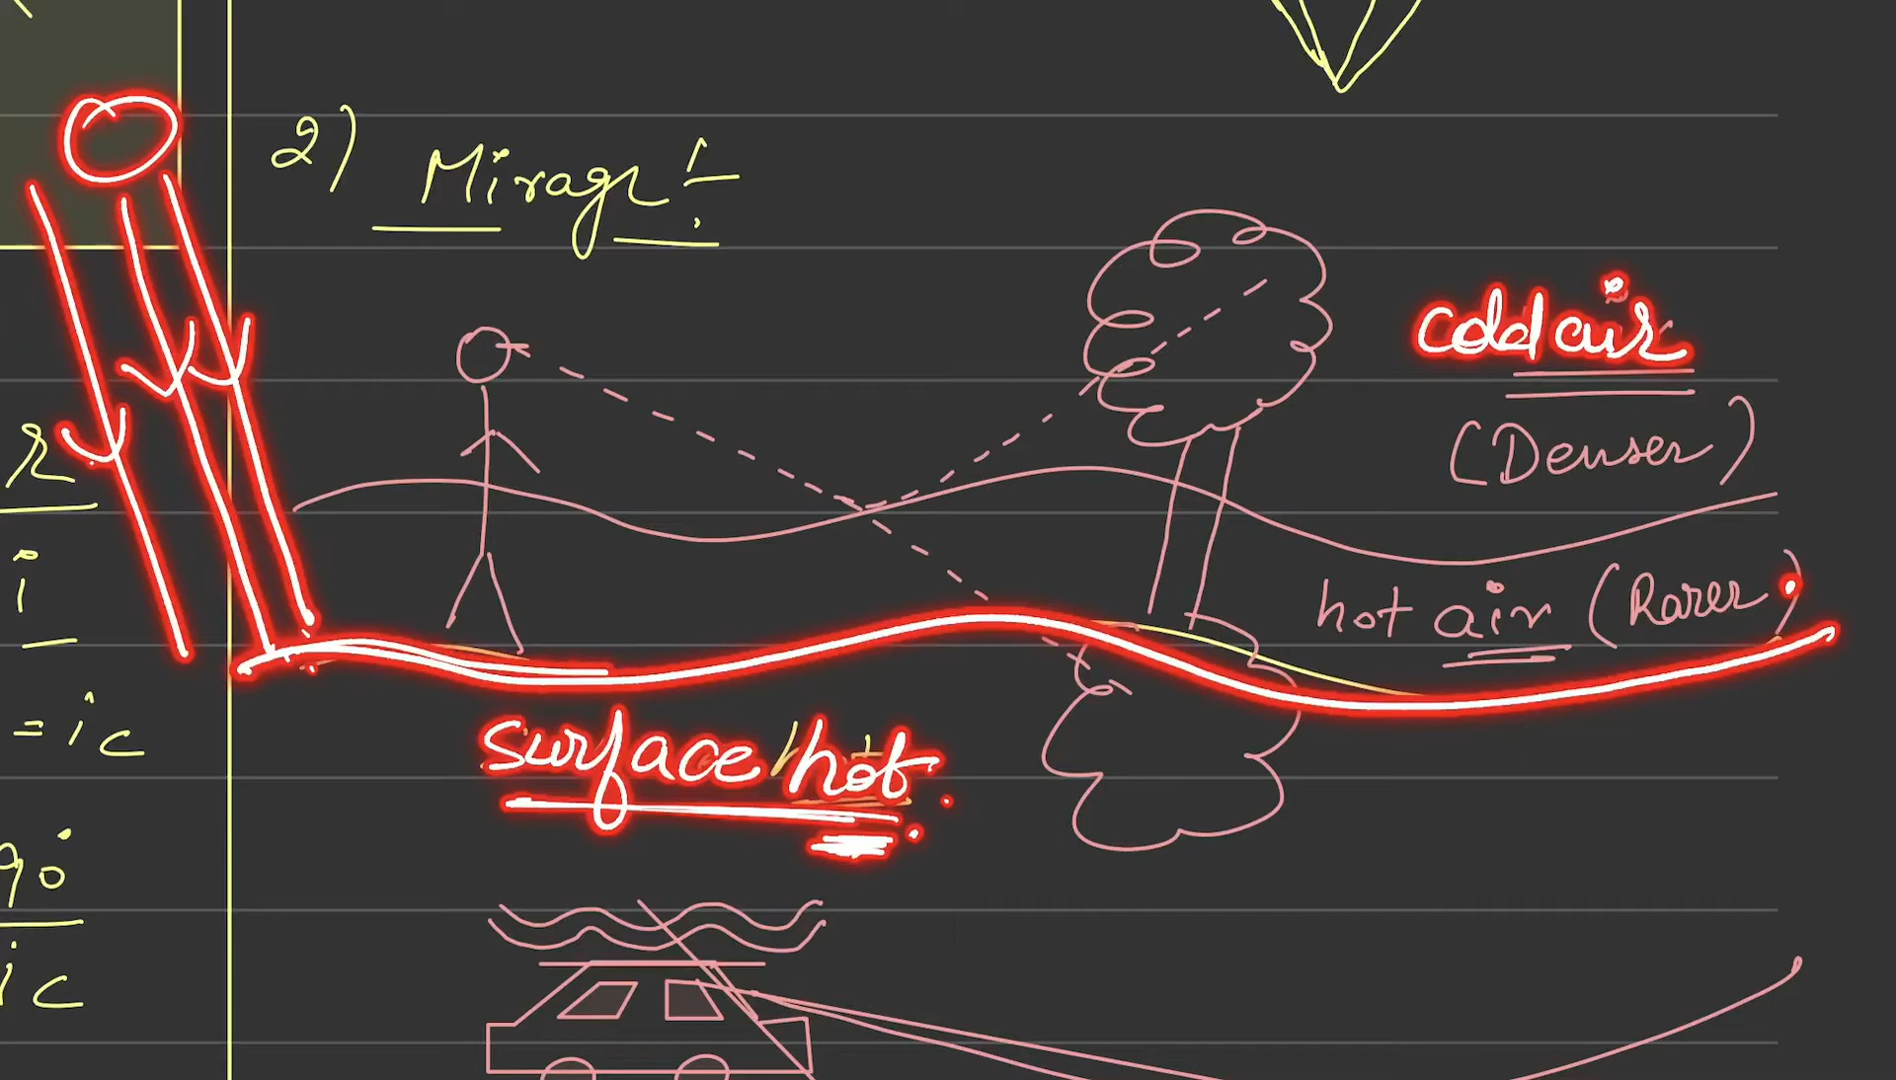 2) Mirage :-
cold air
(Denser)
r
i
hot air (Rarer)
= ic
surface hot.
90°
ic